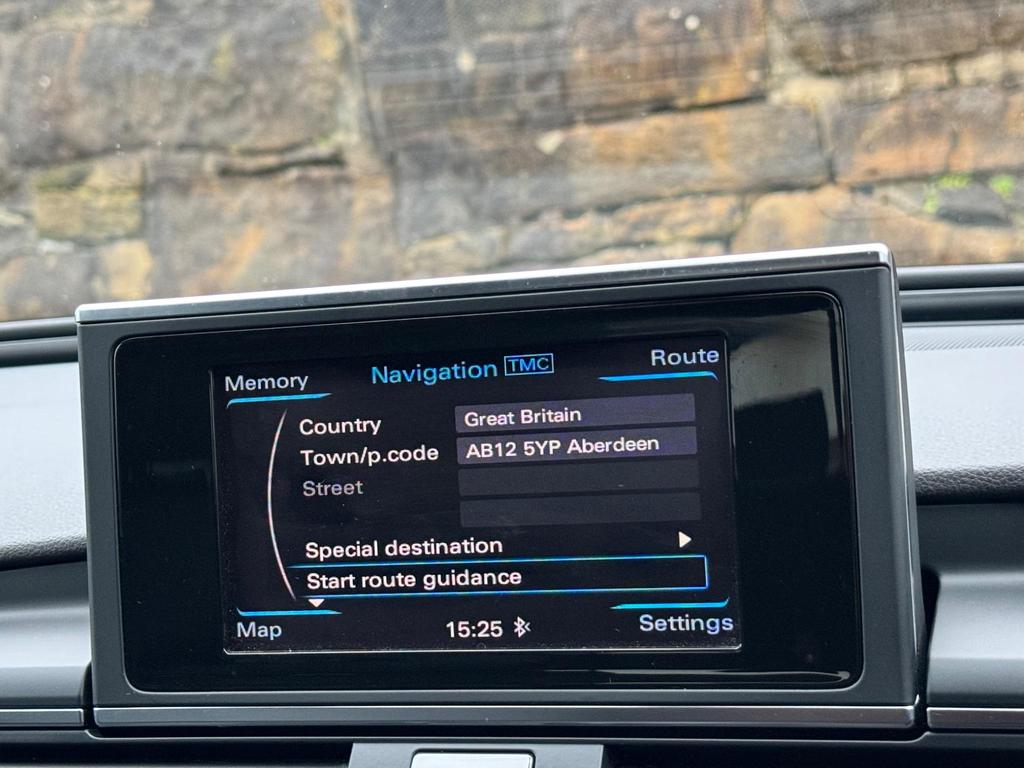 Memory Navigation TMC Route
Country Great Britain
Town/p.code AB12 5YP Aberdeen
Street
Special destination
Start route guidance
Map 15:25 Settings